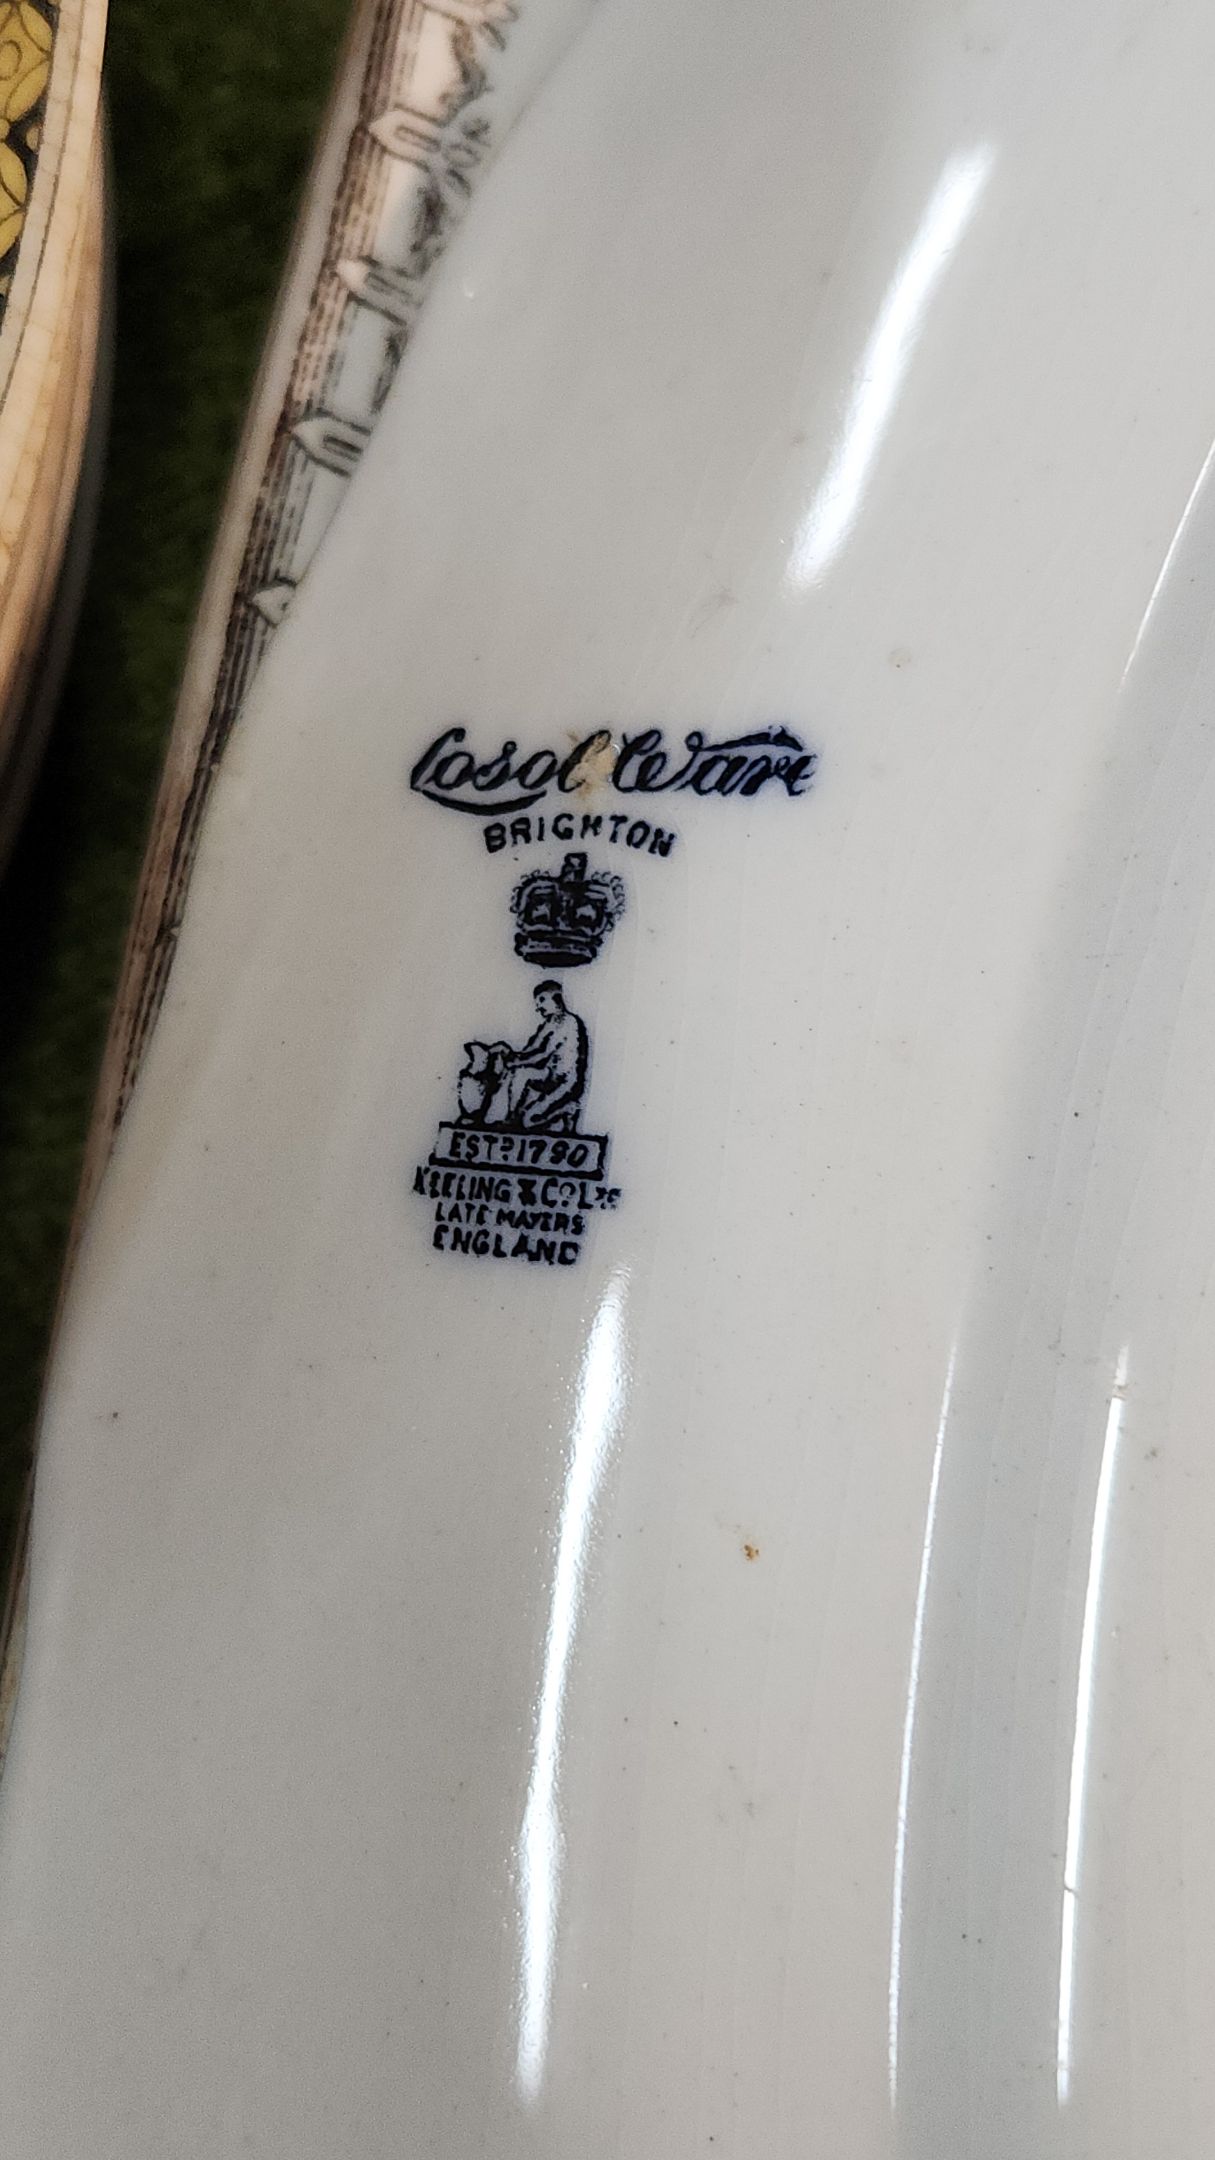 Losol Ware
BRIGHTON
ESTD. 1790
KEELING & Co. LTD.
LATE MAYERS
ENGLAND